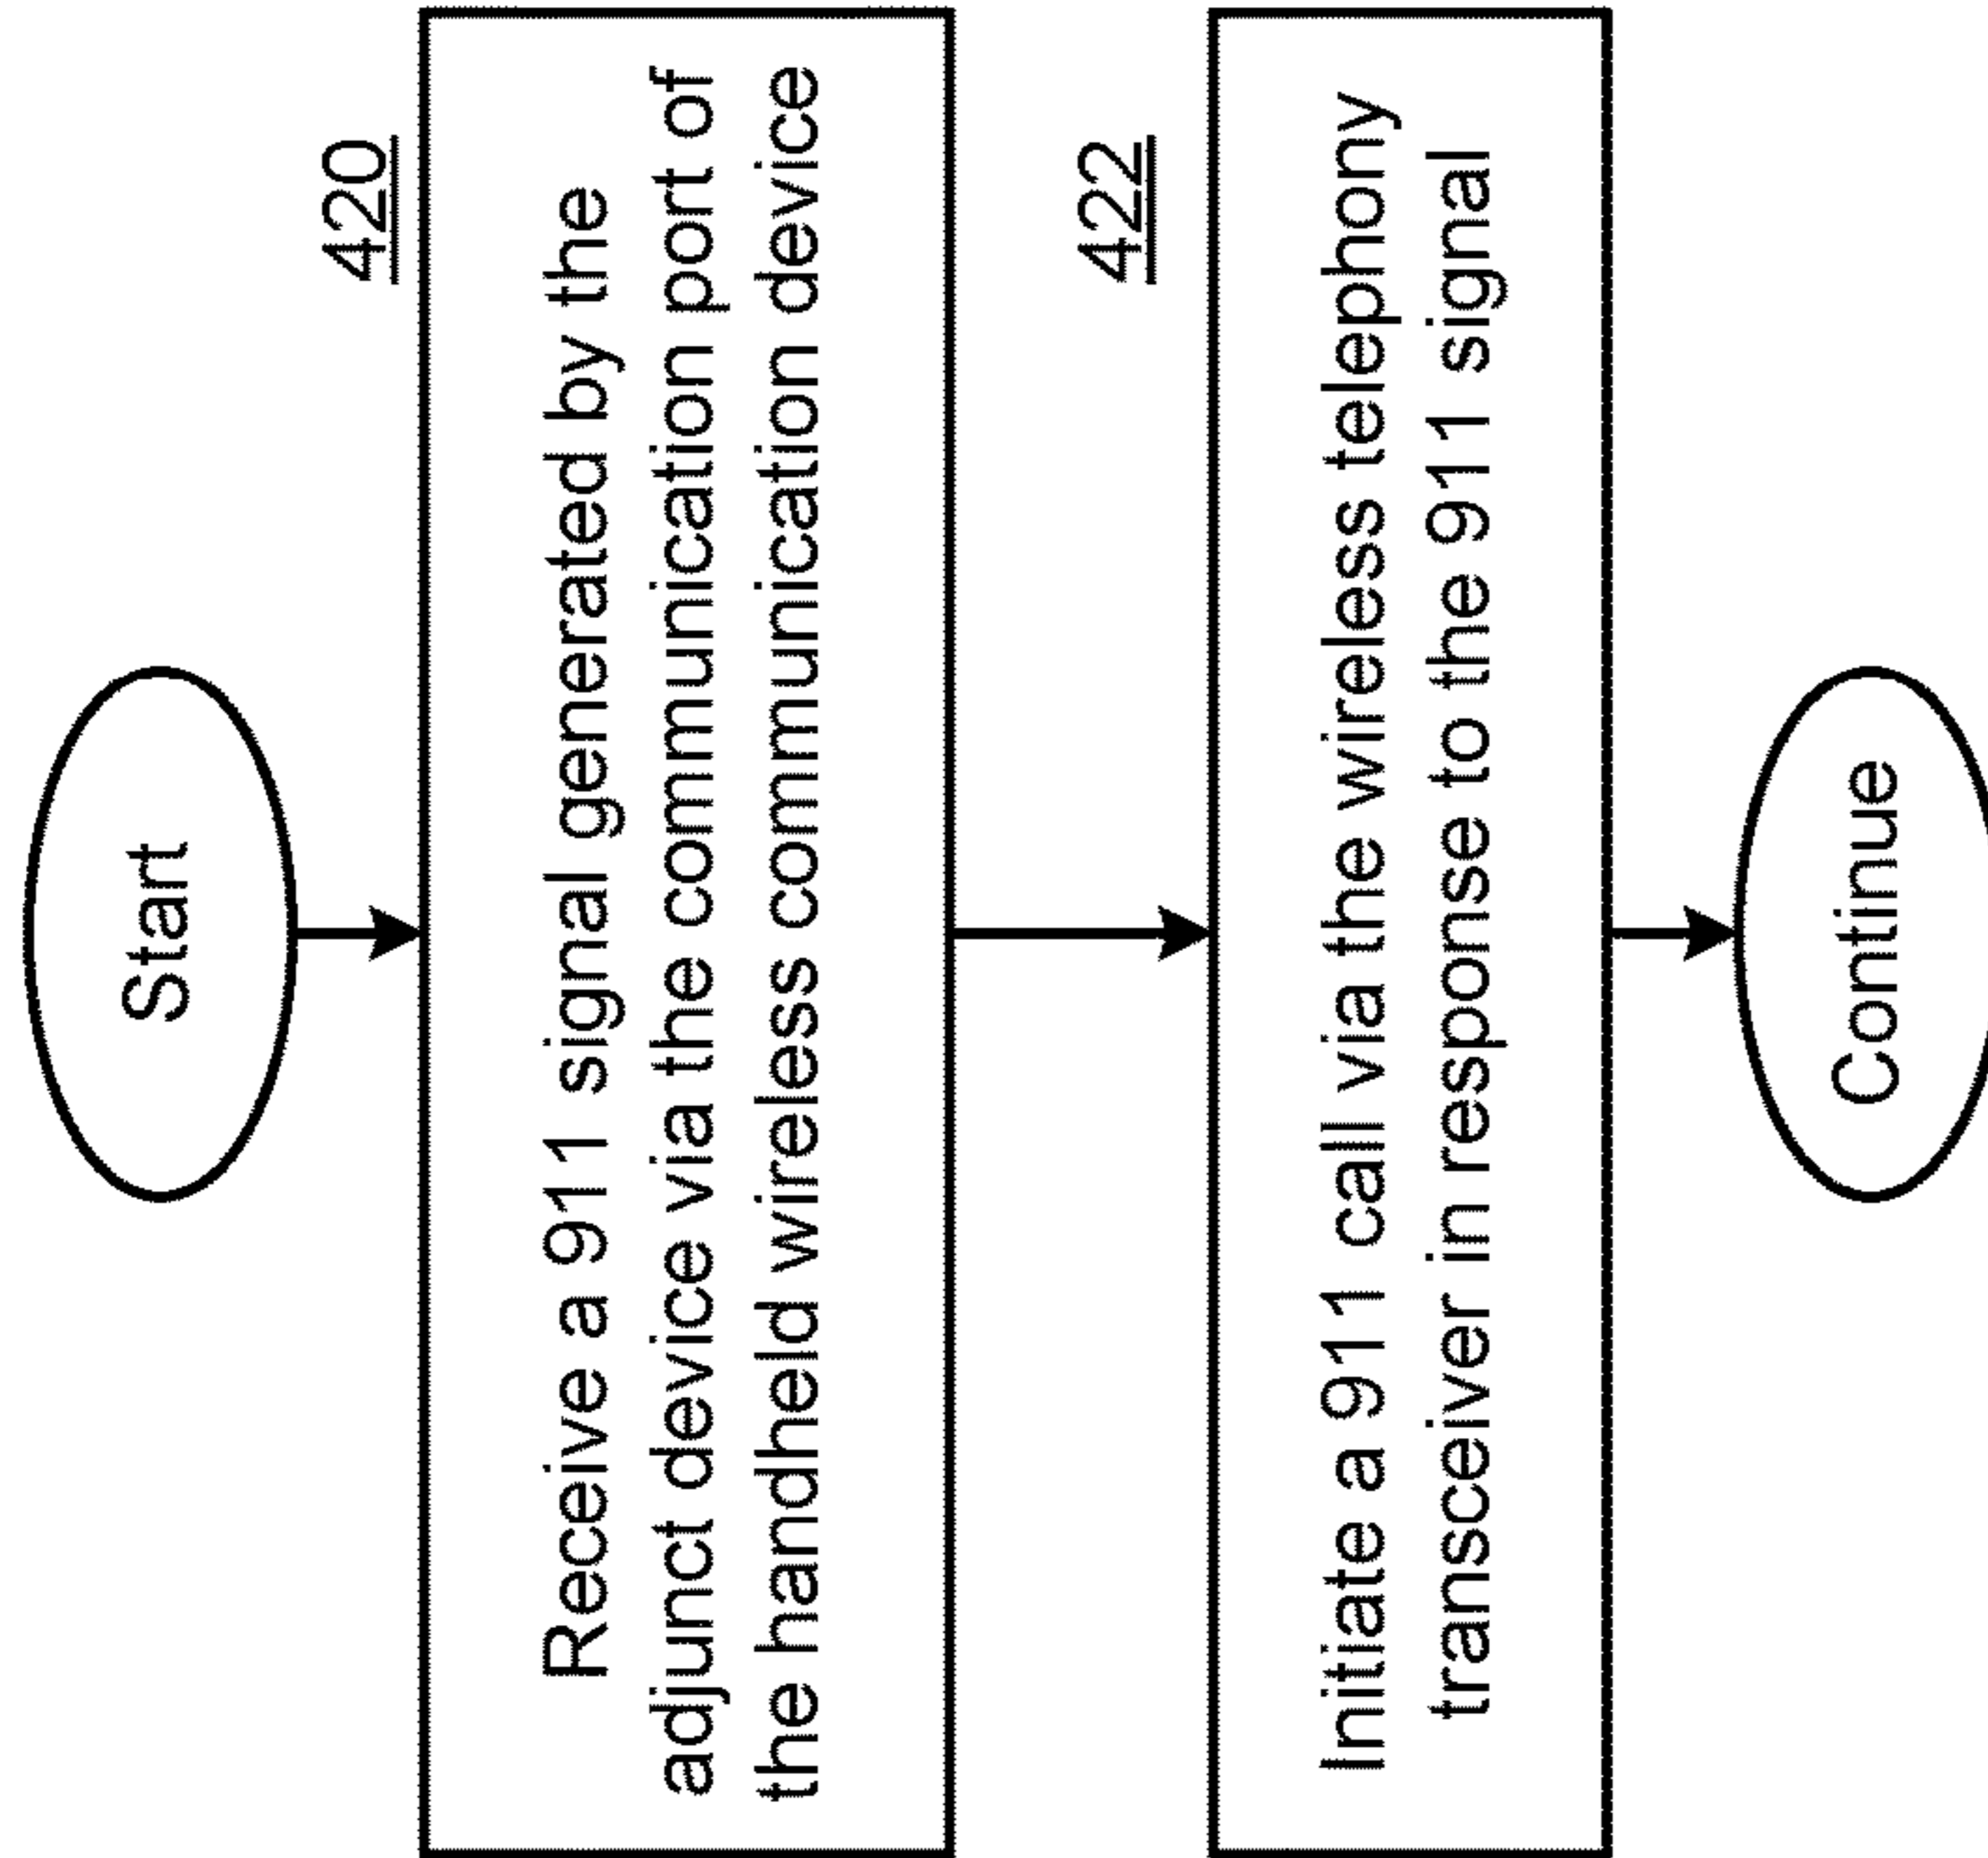 Start
420
Receive a 911 signal generated by the
adjunct device via the communication port of
the handheld wireless communication device
422
Initiate a 911 call via the wireless telephony
transceiver in response to the 911 signal
Continue